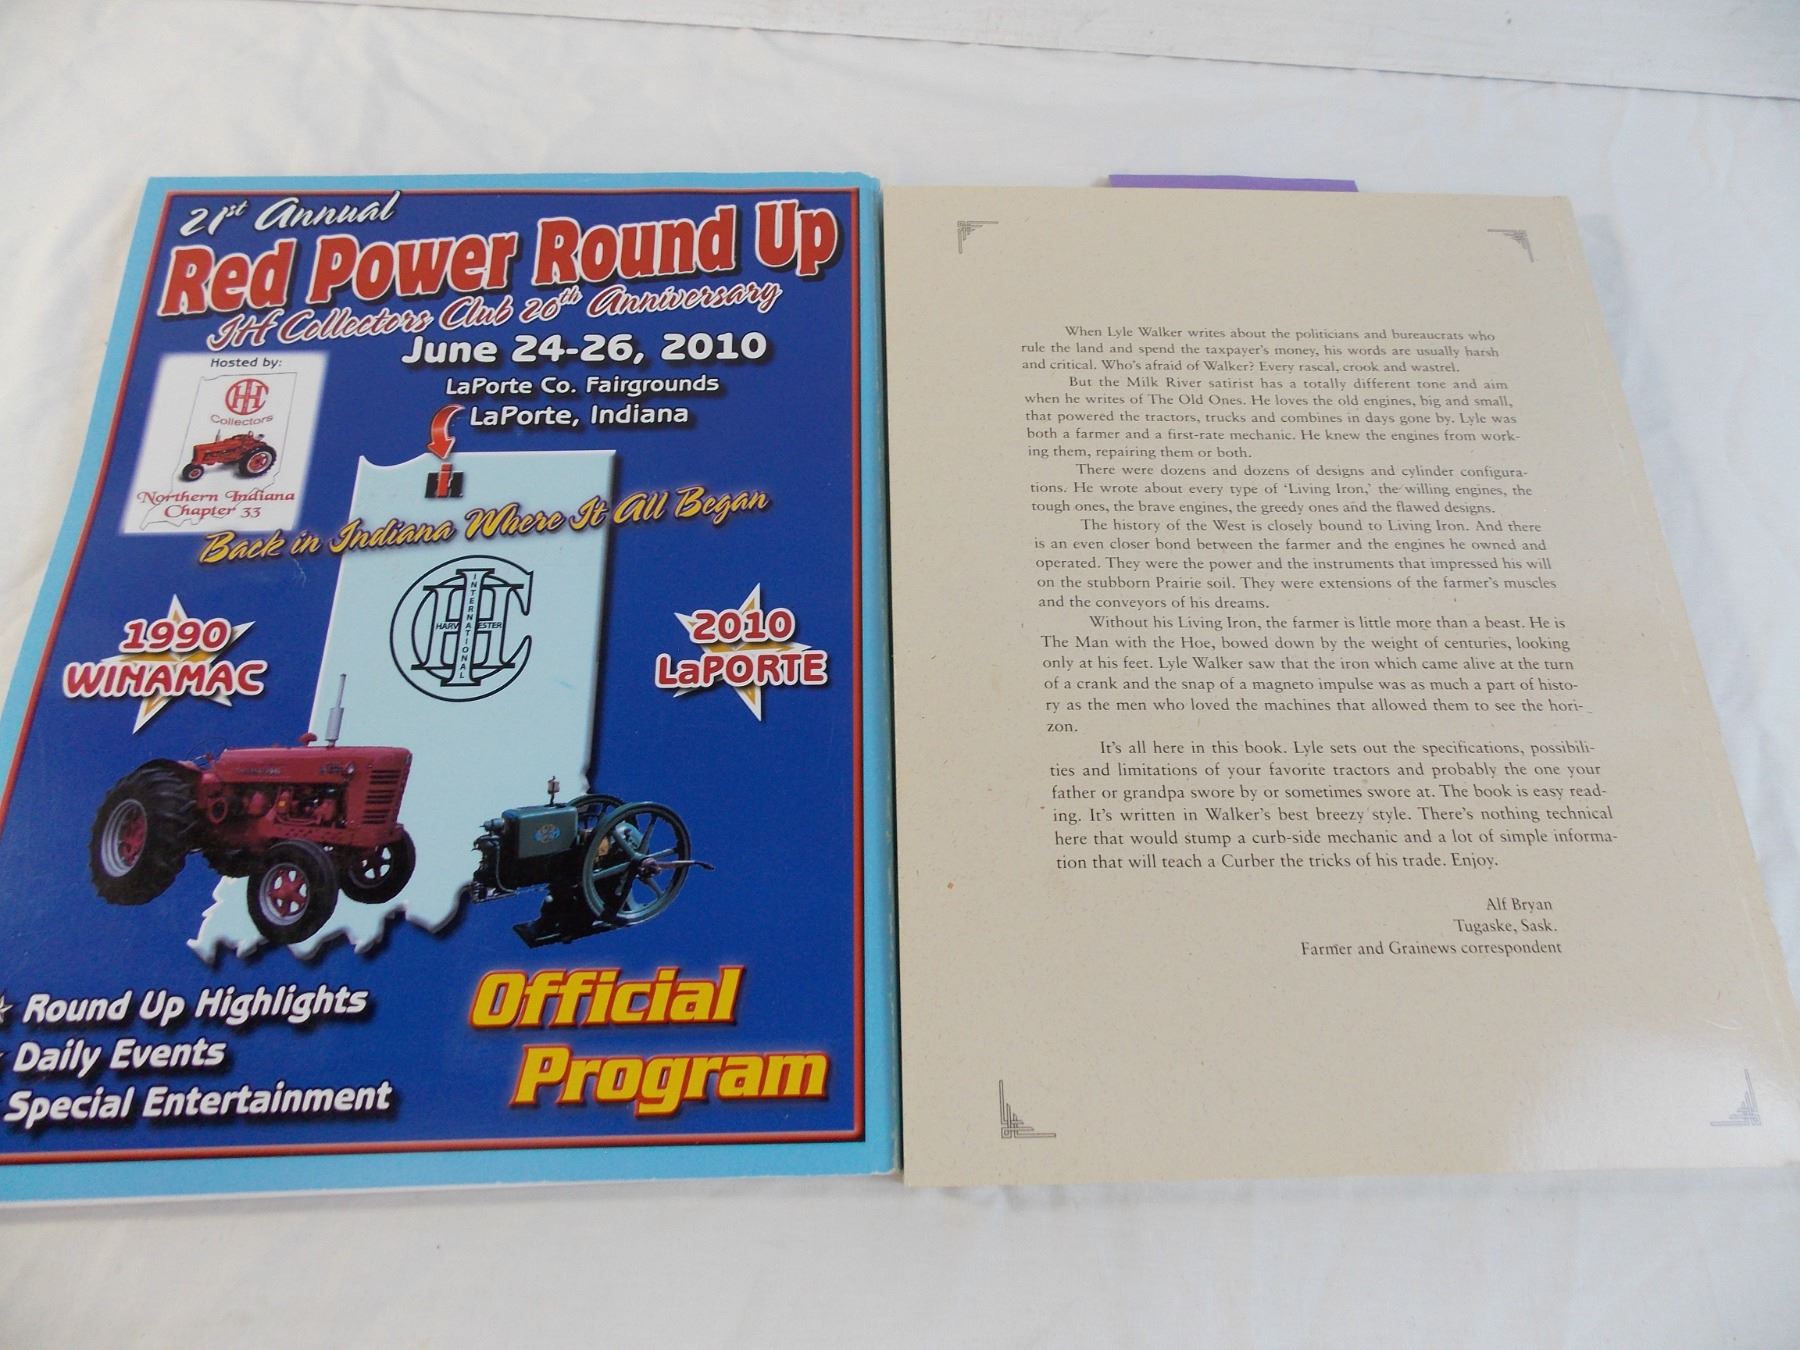 21st Annual
Red Power Round Up
IHC Collectors Club 20th Anniversary
June 24-26, 2010
LaPorte Co. Fairgrounds
LaPorte, Indiana
Hosted by:
IHC
Collectors
Northern Indiana
Chapter 33
Back in Indiana Where It All Began
INTERNATIONAL
HARVESTER
1990
WINAMAC
2010
LaPORTE
Round Up Highlights
Daily Events
Special Entertainment
Official
Program
When Lyle Walker writes about the politicians and bureaucrats who
rule the land and spend the taxpayer's money, his words are usually harsh
and critical. Who's afraid of Walker? Every rascal, crook and wastrel.
But the Milk River satirist has a totally different tone and aim
when he writes of The Old Ones. He loves the old engines, big and small,
that powered the tractors, trucks and combines in days gone by. Lyle was
both a farmer and a first-rate mechanic. He knew the engines from work-
ing them, repairing them or both.
There were dozens and dozens of designs and cylinder configura-
tions. He wrote about every type of 'Living Iron,' the willing engines, the
tough ones, the brave engines, the greedy ones and the flawed designs.
The history of the West is closely bound to Living Iron. And there
is an even closer bond between the farmer and the engines he owned and
operated. They were the power and the instruments that impressed his will
on the stubborn Prairie soil. They were extensions of the farmer's muscles
and the conveyors of his dreams.
Without his Living Iron, the farmer is little more than a beast. He is
The Man with the Hoe, bowed down by the weight of centuries, looking
only at his feet. Lyle Walker saw that the iron which came alive at the turn
of a crank and the snap of a magneto impulse was as much a part of histo-
ry as the men who loved the machines that allowed them to see the hori-
zon.
It's all here in this book. Lyle sets out the specifications, possibili-
ties and limitations of your favorite tractors and probably the one your
father or grandpa swore by or sometimes swore at. The book is easy read-
ing. It's written in Walker's best breezy style. There's nothing technical
here that would stump a curb-side mechanic and a lot of simple informa-
tion that will teach a Curber the tricks of his trade. Enjoy.
Alf Bryan
Tugaske, Sask.
Farmer and Grainews correspondent